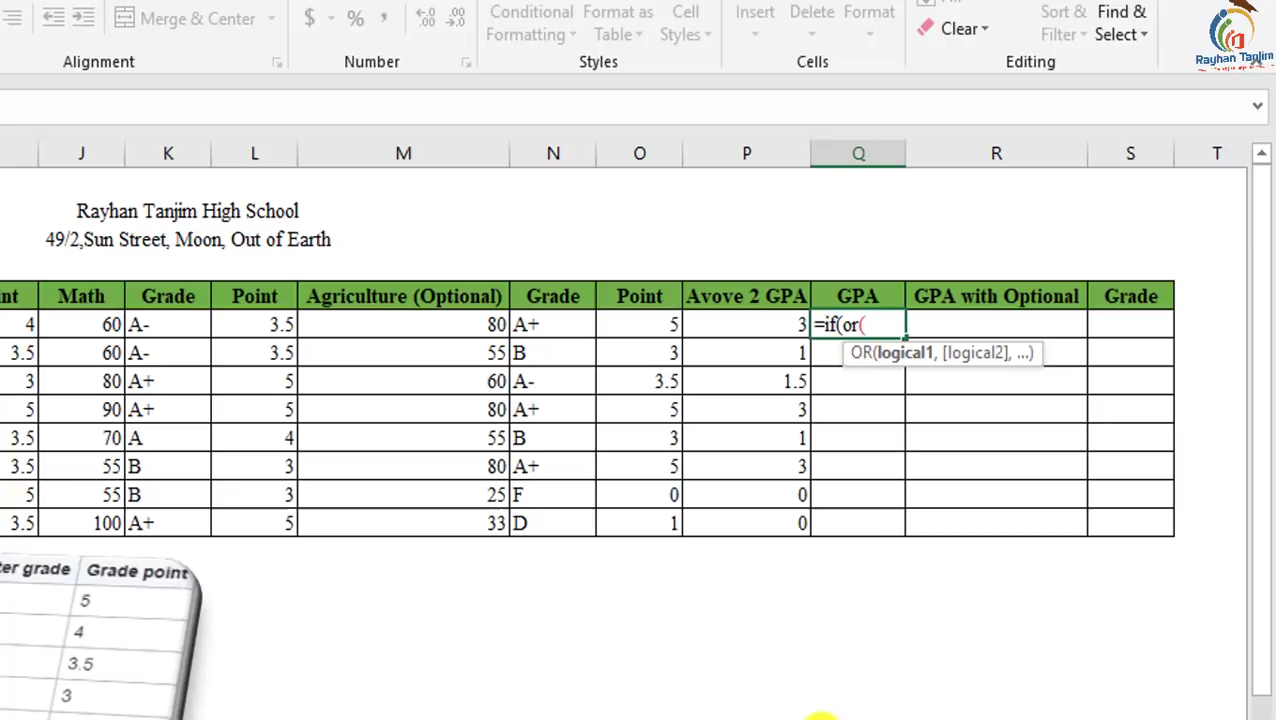 Merge & Center
$ % ,
Conditional Formatting
Format as Table
Cell Styles
Insert
Delete
Format
Clear
Sort & Filter
Find & Select
Rayhan Tanjim
Alignment
Number
Styles
Cells
Editing
J K L M N O P Q R S T
Rayhan Tanjim High School
49/2,Sun Street, Moon, Out of Earth
Math Grade Point Agriculture (Optional) Grade Point Avove 2 GPA GPA GPA with Optional Grade
4 60 A- 3.5 80 A+ 5 3 =if(or(
OR(logical1, [logical2], ...)
3.5 60 A- 3.5 55 B 3 1
3 80 A+ 5 60 A- 3.5 1.5
5 90 A+ 5 80 A+ 5 3
3.5 70 A 4 55 B 3 1
3.5 55 B 3 80 A+ 5 3
5 55 B 3 25 F 0 0
3.5 100 A+ 5 33 D 1 0
grade Grade point
5
4
3.5
3